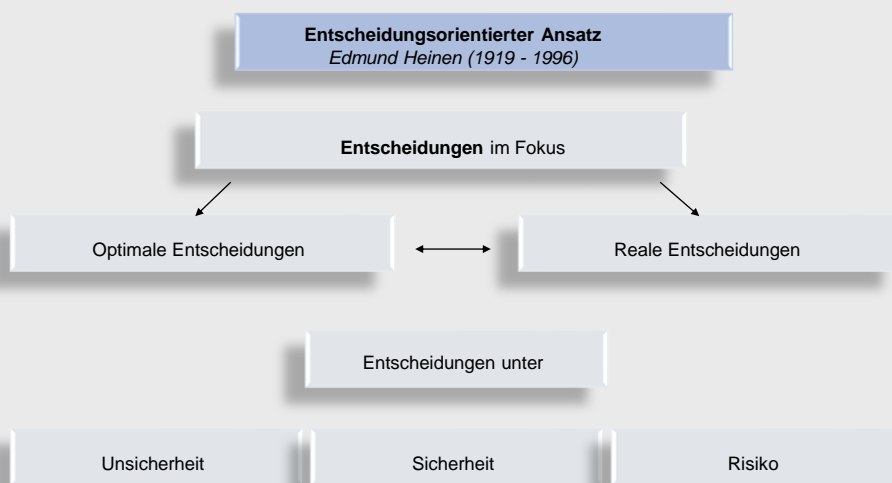 Entscheidungsorientierter Ansatz
Edmund Heinen (1919 - 1996)
Entscheidungen im Fokus
Optimale Entscheidungen
Reale Entscheidungen
Entscheidungen unter
Unsicherheit
Sicherheit
Risiko